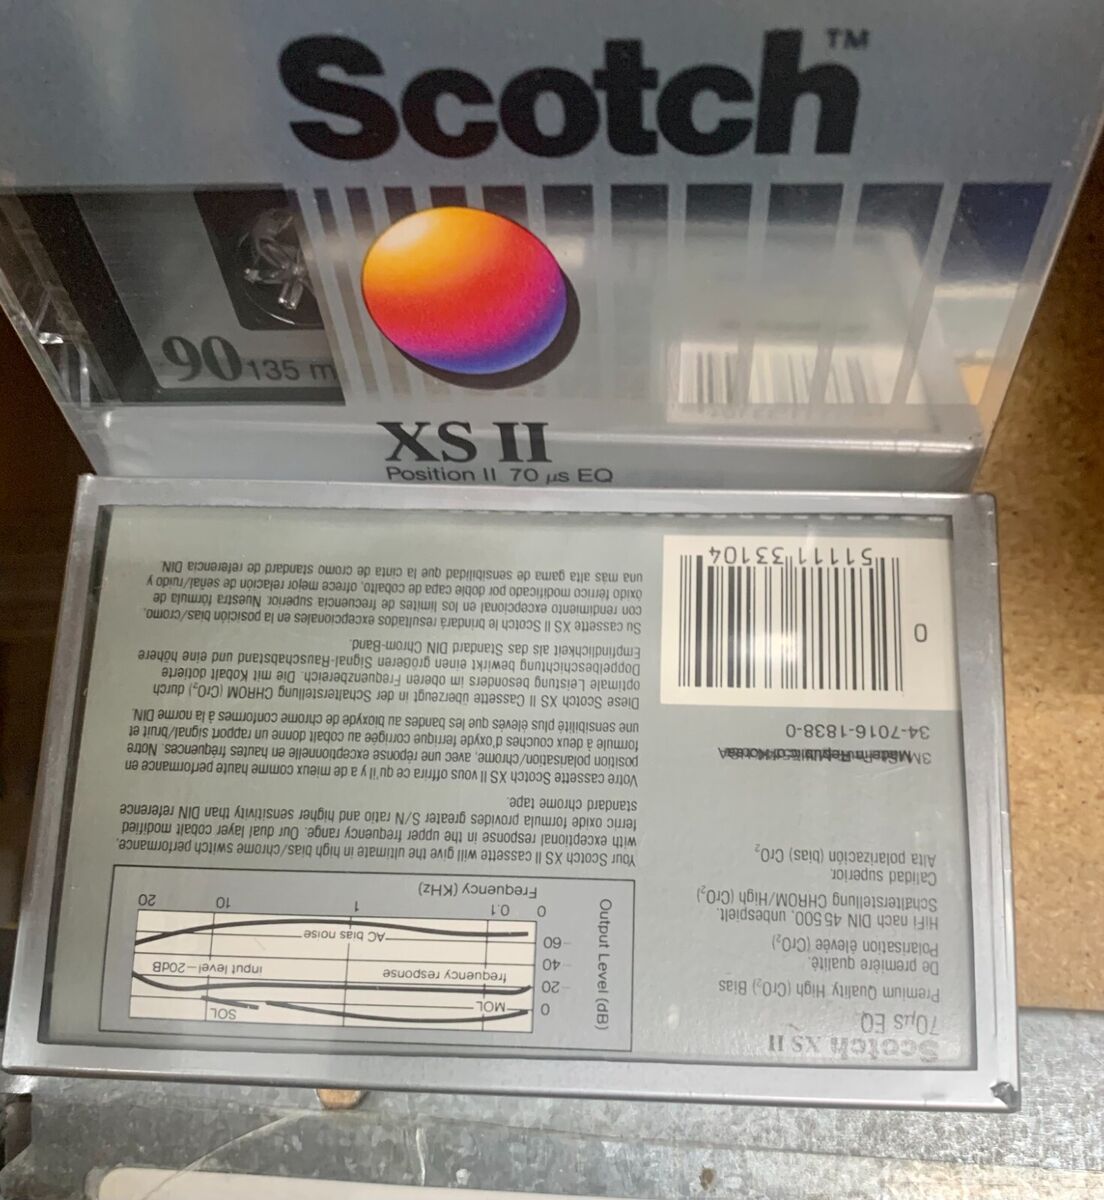 Scotch™
90 135 m
XS II
Position II 70 µs EQ
Scotch XS II
70µs EQ
Premium Quality High (CrO₂) Bias
De première qualité.
Polarisation élevée (CrO₂)
HiFi nach DIN 45 500, unbespielt.
Schalterstellung CHROM/High (CrO₂)
Calidad superior.
Alta polarización (bias) CrO₂
34-7016-1838-0
0
51111 33104
Output Level (dB)
0
-20
-40
-60
MOL
SOL
frequency response
input level -20dB
AC bias noise
0 0.1 1 10 20
Frequency (KHz)
Your Scotch XS II cassette will give the ultimate in high bias/chrome switch performance,
with exceptional response in the upper frequency range. Our dual layer cobalt modified
ferric oxide formula provides greater S/N ratio and higher sensitivity than DIN reference
standard chrome tape.
Votre cassette Scotch XS II vous offrira ce qu'il y a de mieux comme haute performance en
position polarisation/chrome, avec une réponse exceptionnelle en hautes fréquences. Notre
formule à deux couches d'oxyde ferrique corrigée au cobalt donne un rapport signal/bruit et
une sensibilité plus élevés que les bandes au bioxyde de chrome conformes à la norme DIN.
Diese Scotch XS II Cassette überzeugt in der Schalterstellung CHROM (CrO₂) durch
optimale Leistung besonders im oberen Frequenzbereich. Die mit Kobalt dotierte
Doppelbeschichtung bewirkt einen größeren Signal-Rauschabstand und eine höhere
Empfindlichkeit als das Standard DIN Chrom-Band.
Su cassette XS II Scotch le brindará resultados excepcionales en la posición bias/cromo,
con rendimiento excepcional en los límites de frecuencia superior. Nuestra fórmula de
óxido férrico modificado por doble capa de cobalto, ofrece mejor relación de señal/ruido y
una más alta gama de sensibilidad que la cinta de cromo standard de referencia DIN.